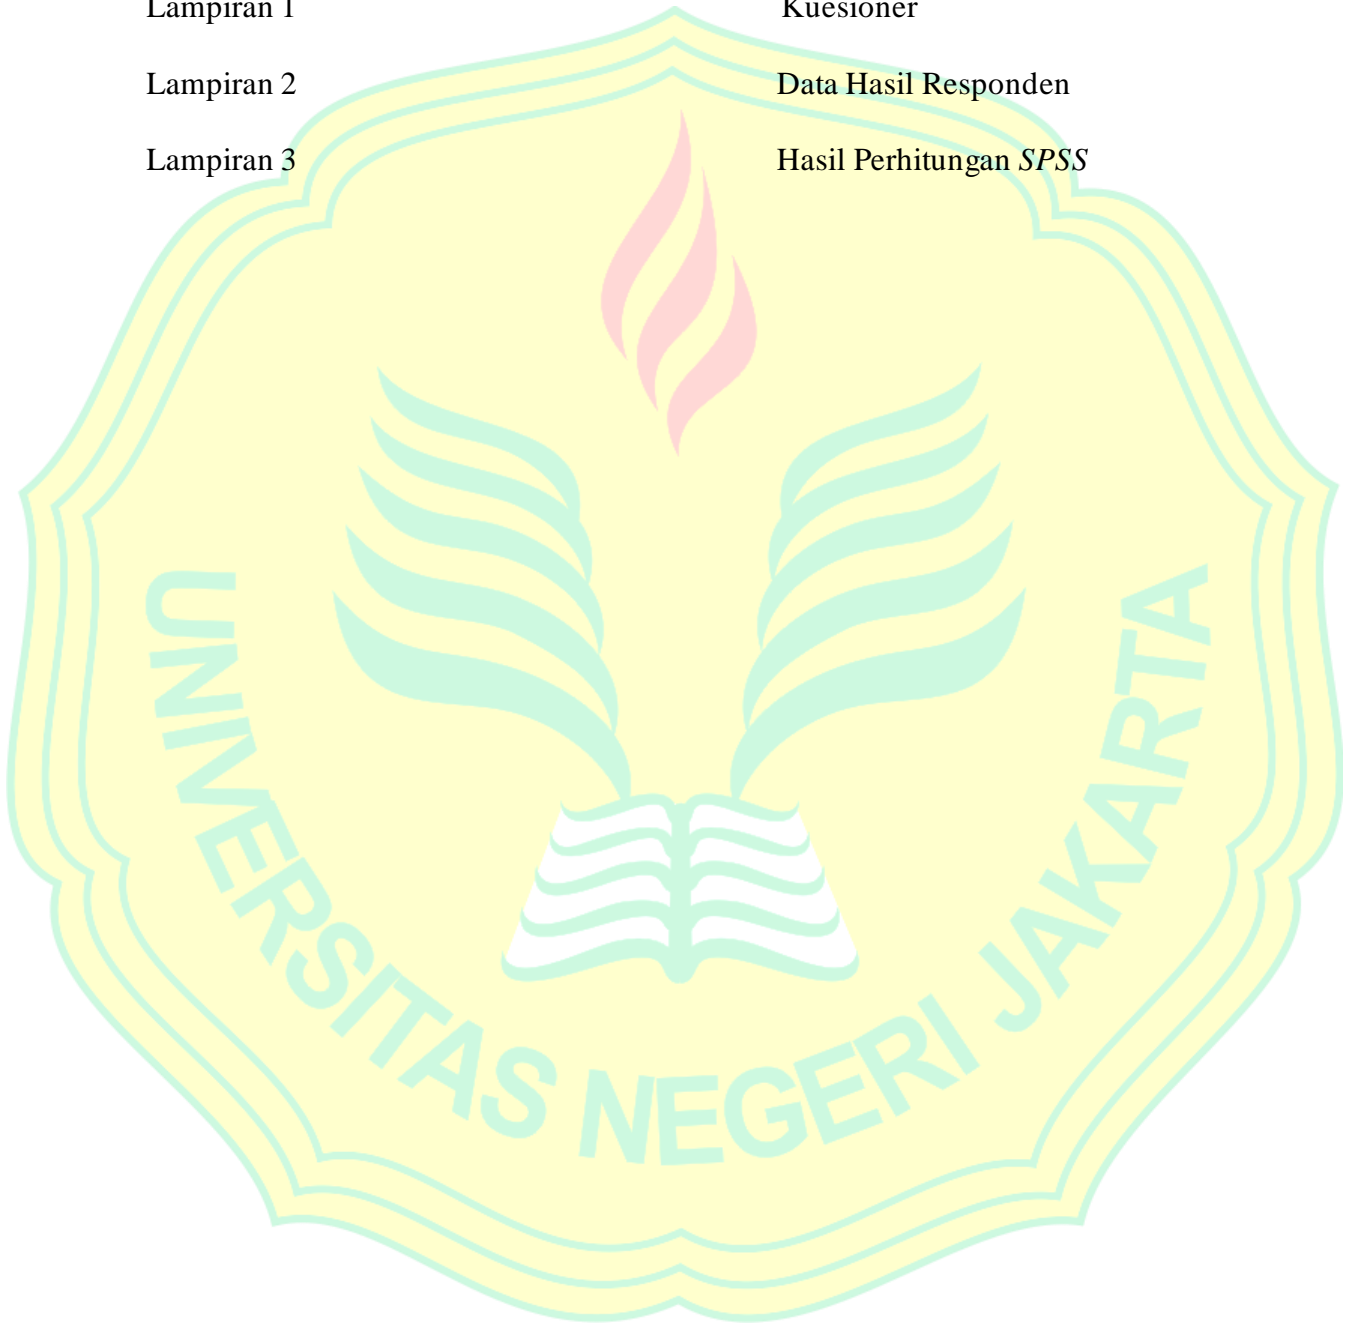 Lampiran 1 Kuesioner
Lampiran 2 Data Hasil Responden
Lampiran 3 Hasil Perhitungan SPSS
UNIVERSITAS NEGERI JAKARTA